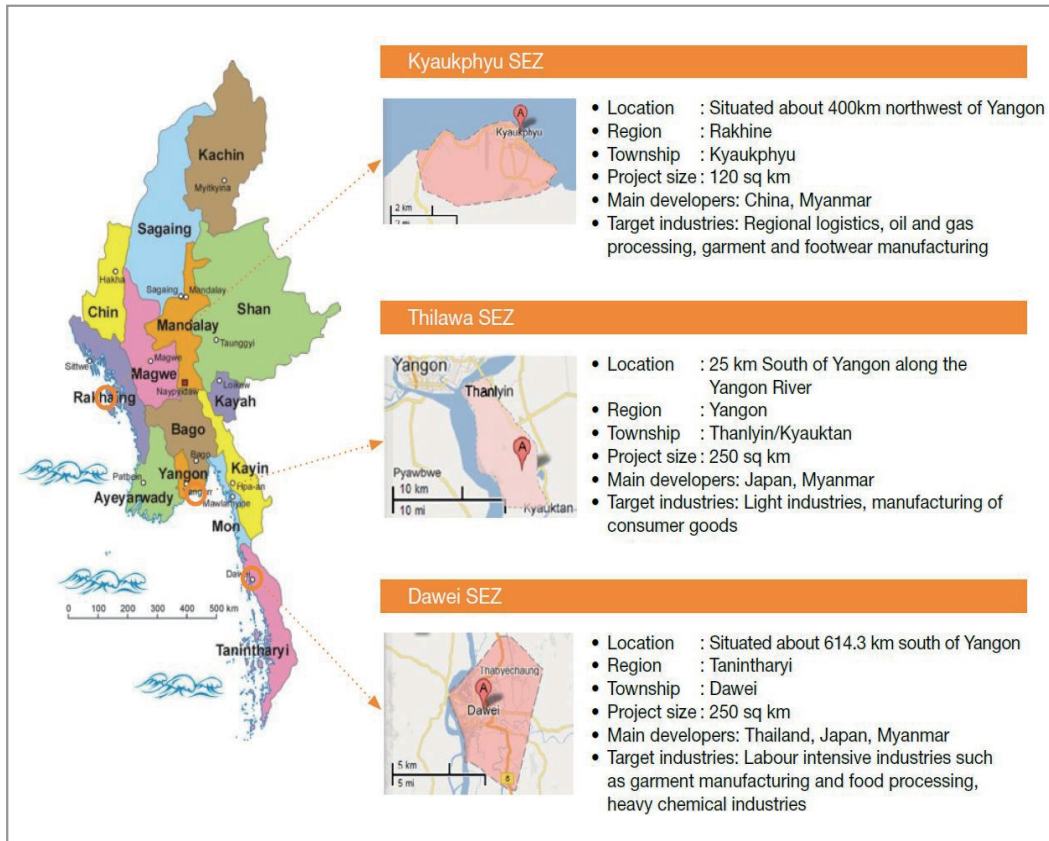 Kachin
Myitkyina
Sagaing
Hakha
Chin
Sagaing
Mandalay
Mandalay
Shan
Taunggyi
Sittwe
Magwe
Magwe
Naypyidaw
Loikaw
Rakhaing
Kayah
Bago
Bago
Kayin
Pathein
Yangon
Hpa-an
Ayeyarwady
Mawlamyine
Mon
Dawei
0 100 200 300 400 500 km
Tanintharyi
Kyaukphyu SEZ
A
Kyaukphyu
2 km
• Location : Situated about 400km northwest of Yangon
• Region : Rakhine
• Township : Kyaukphyu
• Project size : 120 sq km
• Main developers: China, Myanmar
• Target industries: Regional logistics, oil and gas
processing, garment and footwear manufacturing
Thilawa SEZ
Yangon
Thanlyin
A
Pyawbwe
10 km
10 mi
Kyauktan
• Location : 25 km South of Yangon along the
Yangon River
• Region : Yangon
• Township : Thanlyin/Kyauktan
• Project size : 250 sq km
• Main developers: Japan, Myanmar
• Target industries: Light industries, manufacturing of
consumer goods
Dawei SEZ
Thabyechaung
A
Dawei
5 km
5 mi
• Location : Situated about 614.3 km south of Yangon
• Region : Tanintharyi
• Township : Dawei
• Project size : 250 sq km
• Main developers: Thailand, Japan, Myanmar
• Target industries: Labour intensive industries such
as garment manufacturing and food processing,
heavy chemical industries